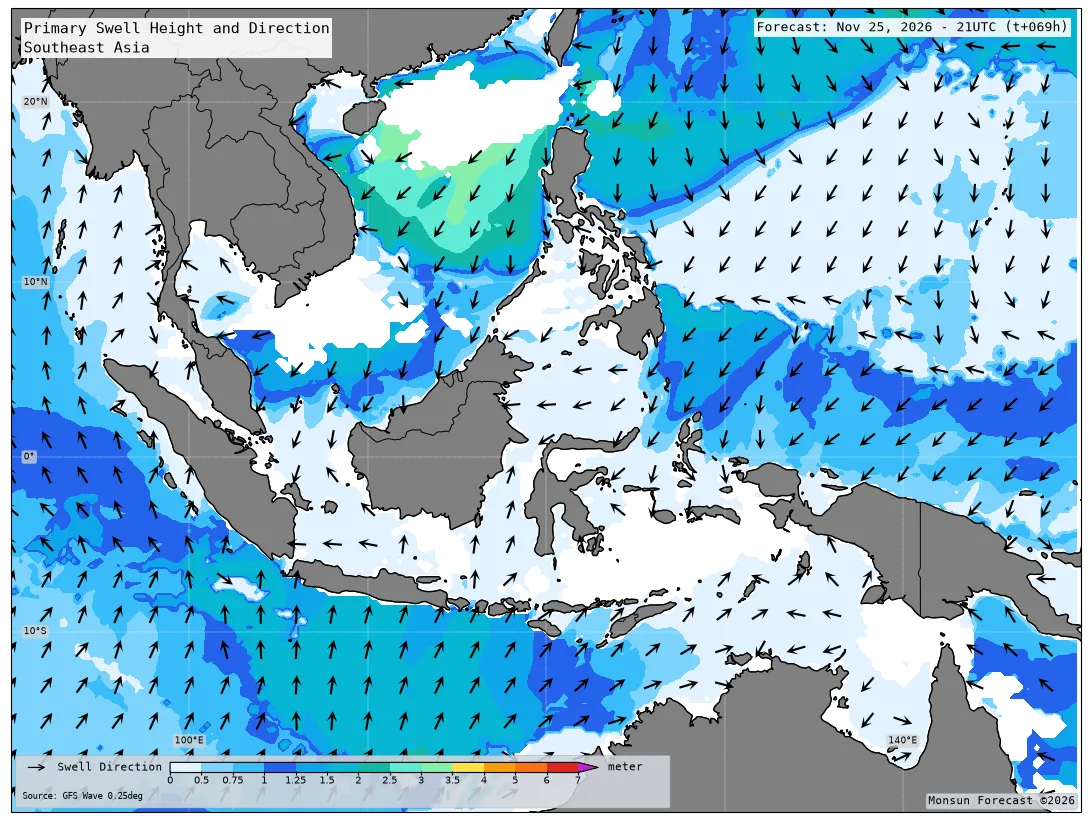 Primary Swell Height and Direction
Southeast Asia
Forecast: Nov 25, 2026 - 21UTC (t+069h)
20°N
10°N
0°
10°S
100°E
140°E
Swell Direction
0 0.5 0.75 1 1.25 1.5 2 2.5 3 3.5 4 5 6 7
meter
Source: GFS Wave 0.25deg
Monsun Forecast ©2026